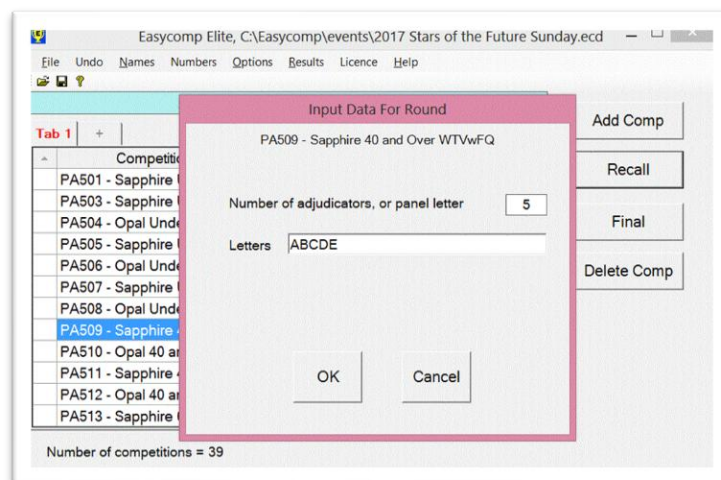 Easycomp Elite, C:\Easycomp\events\2017 Stars of the Future Sunday.ecd
File Undo Names Numbers Options Results Licence Help
Tab 1 +
Competitio
PA501 - Sapphire
PA503 - Sapphire
PA504 - Opal Unde
PA505 - Sapphire
PA506 - Opal Unde
PA507 - Sapphire
PA508 - Opal Unde
PA509 - Sapphire
PA510 - Opal 40 a
PA511 - Sapphire
PA512 - Opal 40 a
PA513 - Sapphire
Number of competitions = 39
Input Data For Round
PA509 - Sapphire 40 and Over WTVwFQ
Number of adjudicators, or panel letter 5
Letters ABCDE
OK Cancel
Add Comp
Recall
Final
Delete Comp